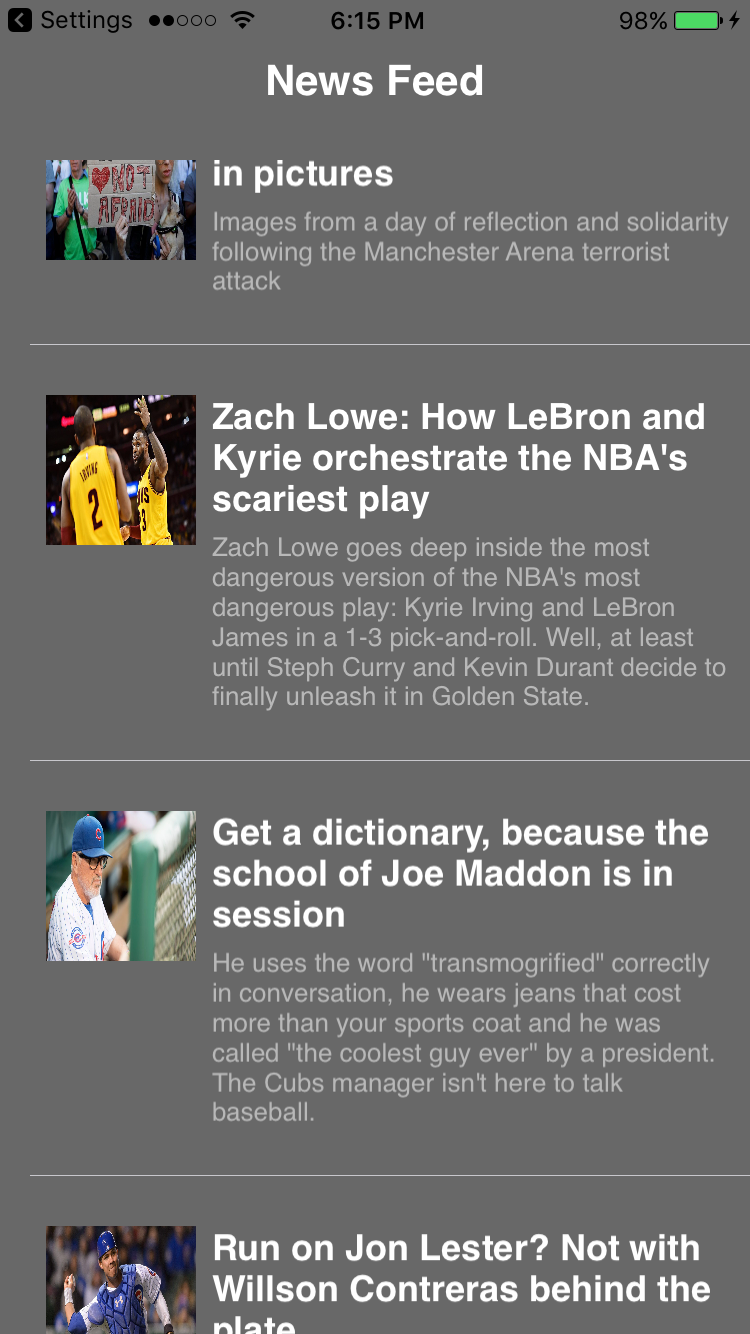 Settings 6:15 PM 98%
News Feed
NOT
AFRAID
in pictures
Images from a day of reflection and solidarity
following the Manchester Arena terrorist
attack
IRVING
2
Zach Lowe: How LeBron and
Kyrie orchestrate the NBA's
scariest play
Zach Lowe goes deep inside the most
dangerous version of the NBA's most
dangerous play: Kyrie Irving and LeBron
James in a 1-3 pick-and-roll. Well, at least
until Steph Curry and Kevin Durant decide to
finally unleash it in Golden State.
Get a dictionary, because the
school of Joe Maddon is in
session
He uses the word "transmogrified" correctly
in conversation, he wears jeans that cost
more than your sports coat and he was
called "the coolest guy ever" by a president.
The Cubs manager isn't here to talk
baseball.
Run on Jon Lester? Not with
Willson Contreras behind the
plate